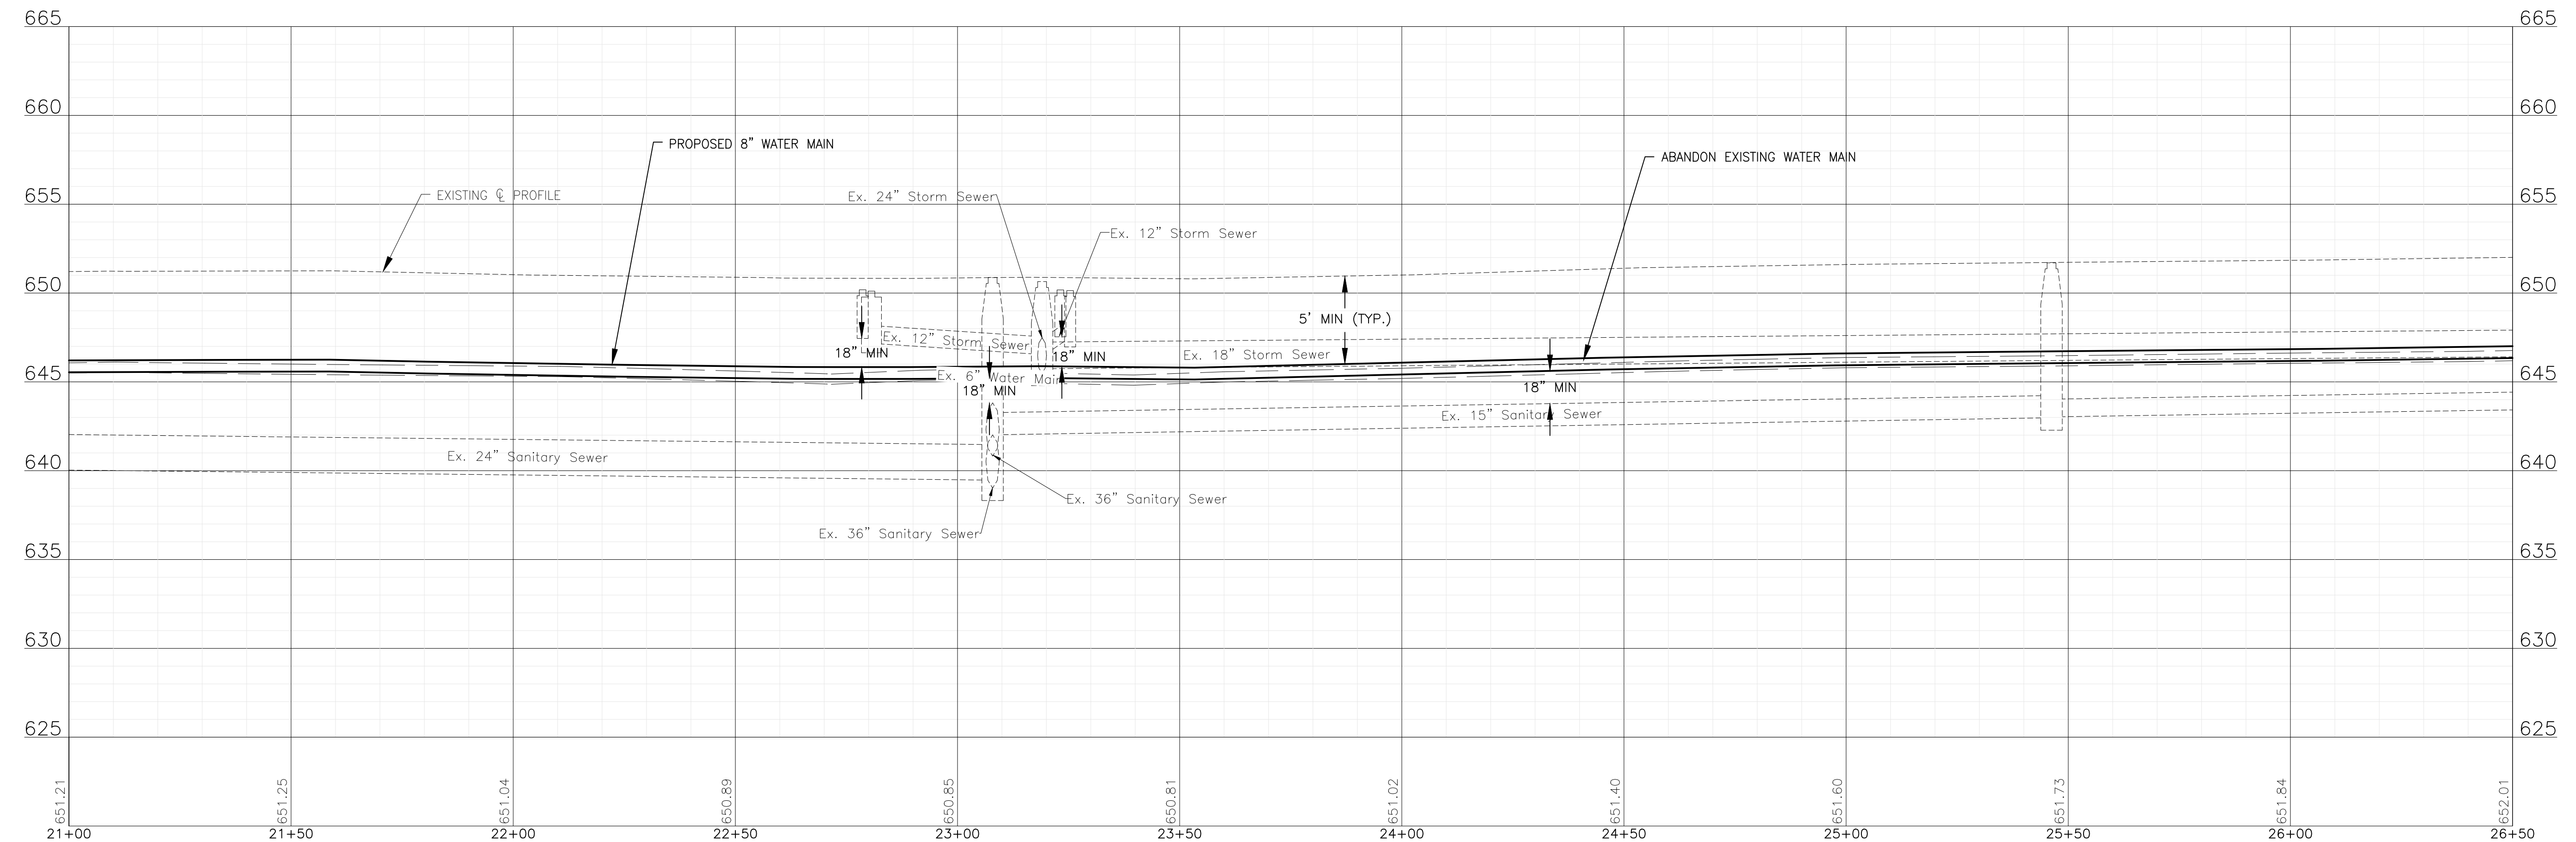 665
665
660
660
PROPOSED 8” WATER MAIN
ABANDON EXISTING WATER MAIN
655
EXISTING ℄ PROFILE
Ex. 24” Storm Sewer
655
Ex. 12” Storm Sewer
650
650
5’ MIN (TYP.)
Ex. 12” Storm Sewer
18” MIN
18” MIN
Ex. 18” Storm Sewer
645
Ex. 6” Water Main
18” MIN
18” MIN
645
Ex. 15” Sanitary Sewer
640
Ex. 24” Sanitary Sewer
640
Ex. 36” Sanitary Sewer
Ex. 36” Sanitary Sewer
635
635
630
630
625
625
651.21
651.25
651.04
650.89
650.85
650.81
651.02
651.40
651.60
651.73
651.84
652.01
21+00
21+50
22+00
22+50
23+00
23+50
24+00
24+50
25+00
25+50
26+00
26+50